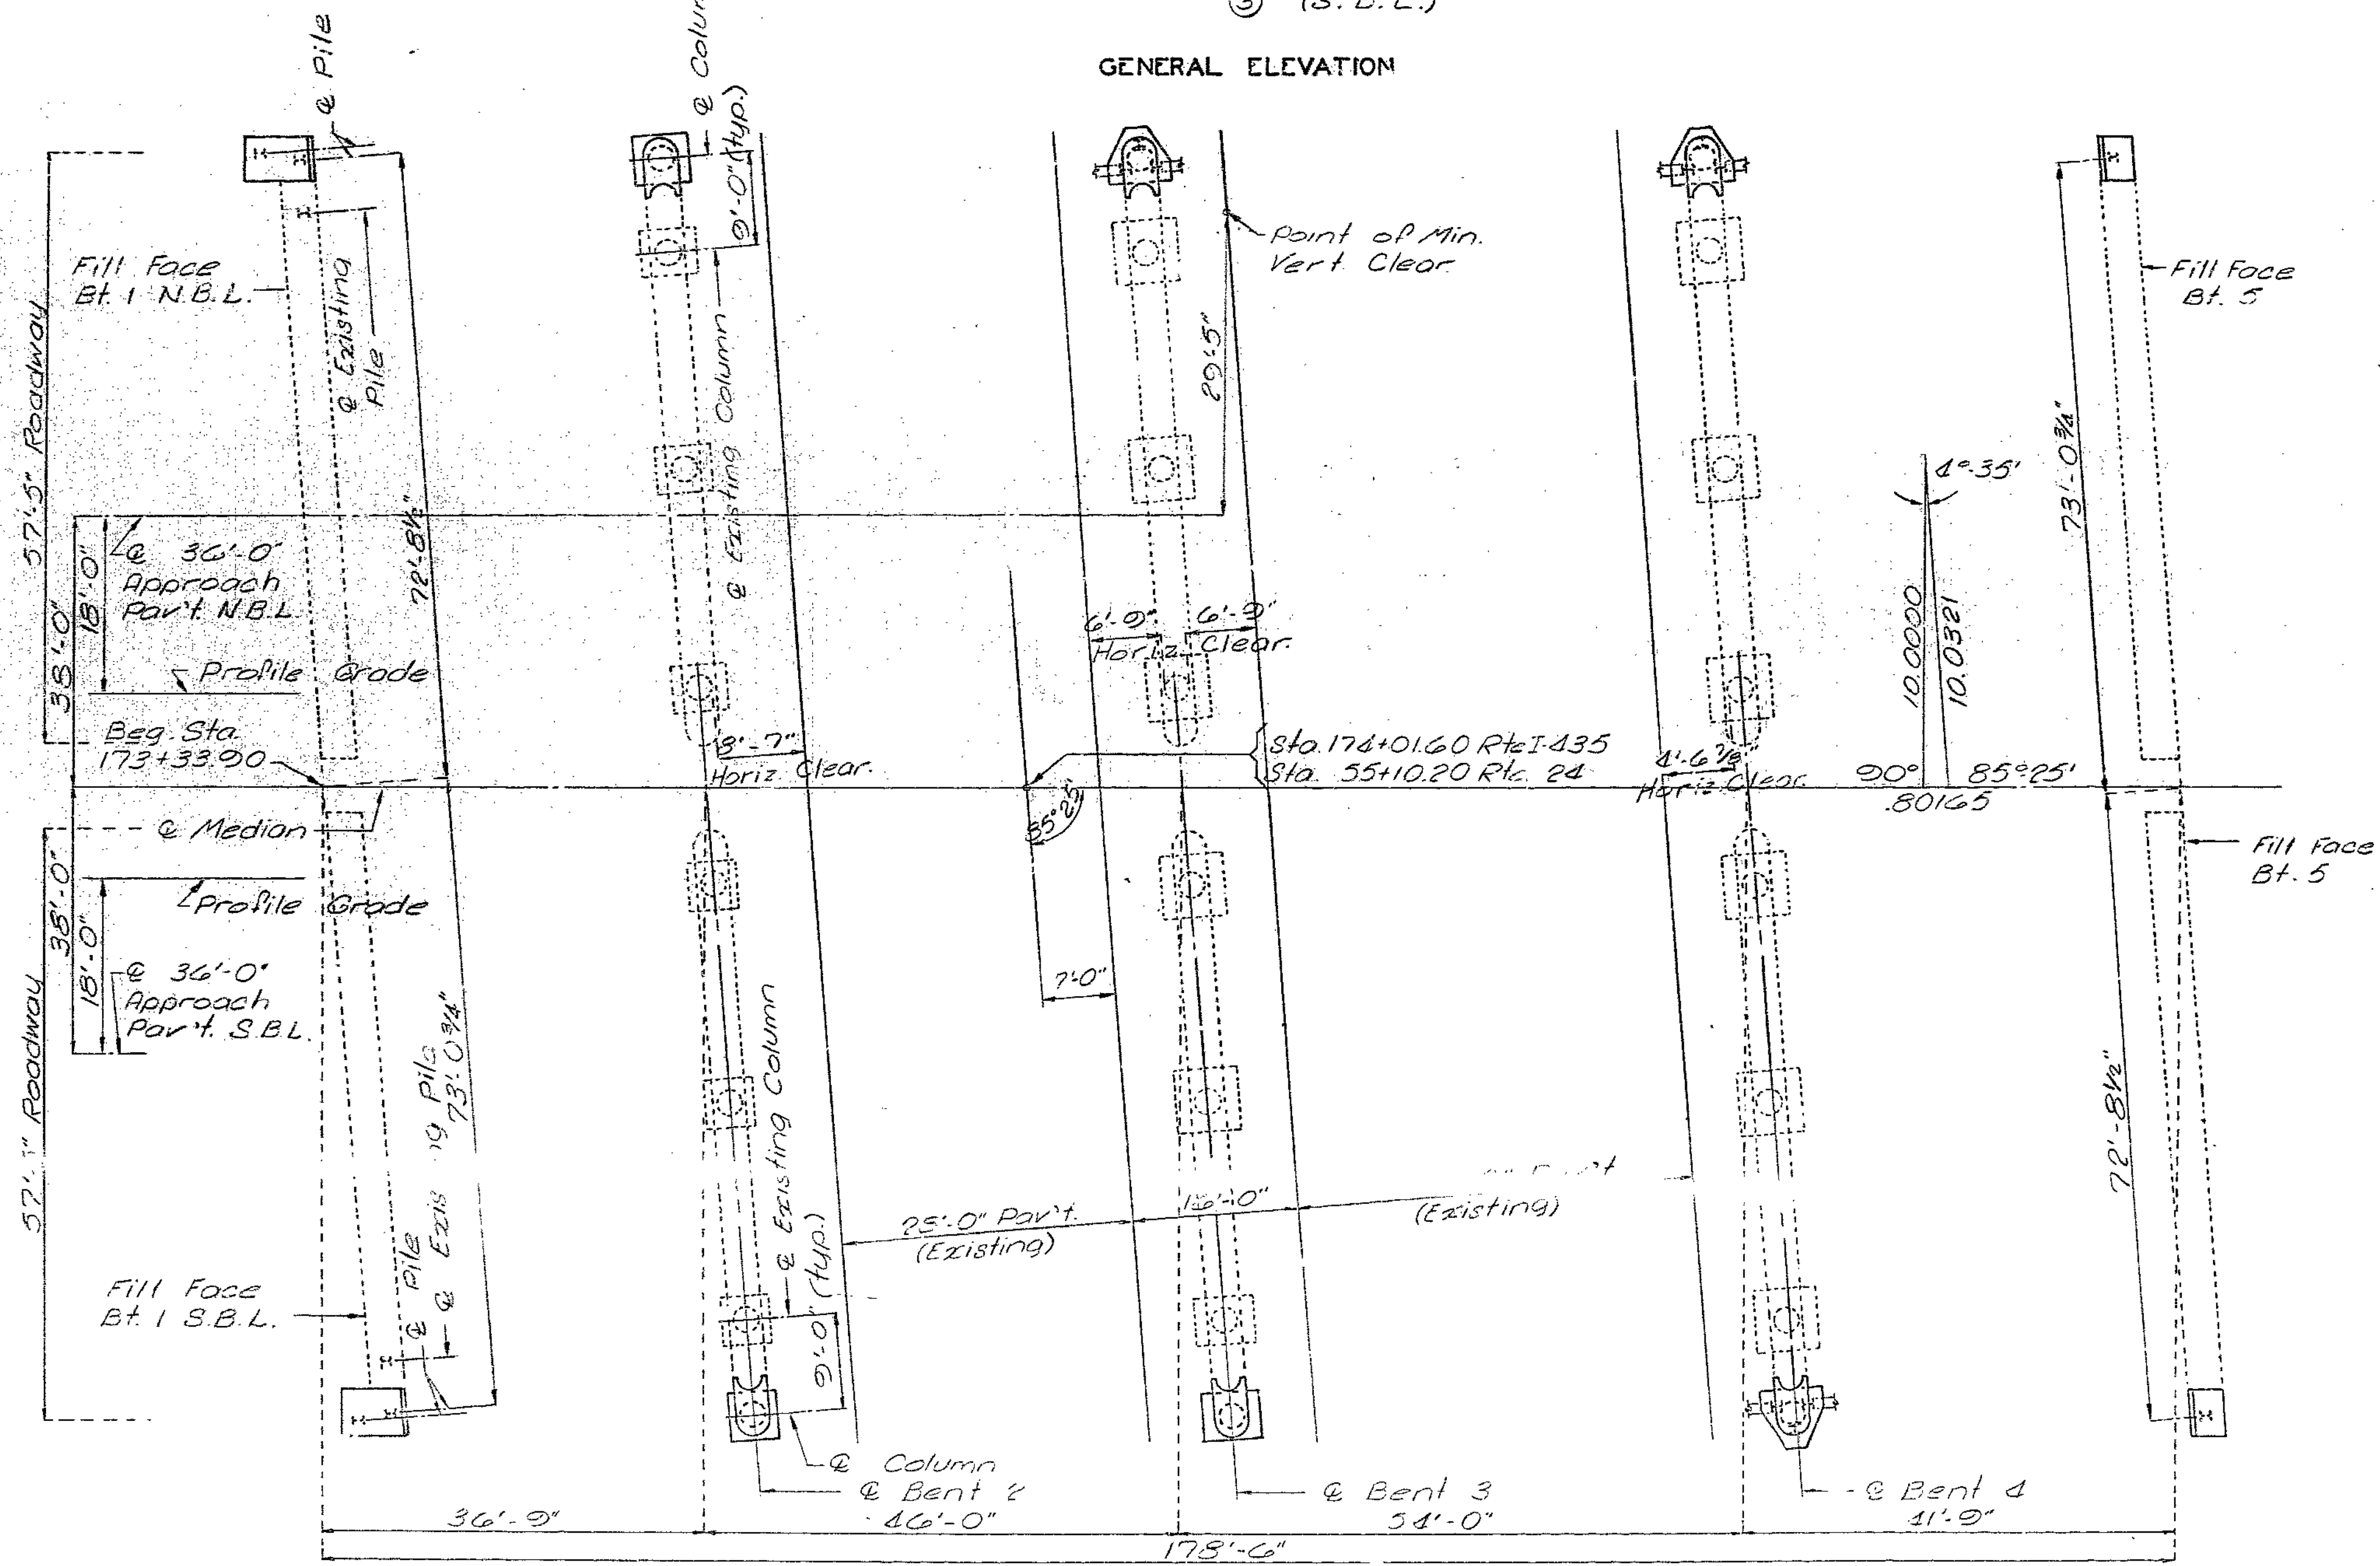 ③ (S.B.L.)
GENERAL ELEVATION
℄ Pile
℄
9'-0" (typ.)
Fill Face
Bt. 1 N.B.L.
℄ Existing
Pile
℄ Existing Column
Point of Min.
Vert. Clear.
29'-5"
Fill Face
Bt. 5
57'-5" Roadway
38'-0"
18'-0"
℄ 36'-0"
Approach
Pav't. N.B.L.
72'-8½"
Profile Grade
Beg. Sta.
173+33.90
8'-7"
Horiz. Clear.
6'-9" 6'-9"
Horiz. Clear.
Sta. 174+01.60 Rte I-435
Sta. 55+10.20 Rte. 24
85°25'
4'-6⅞"
Horiz. Clear.
4°-35'
10.0000
10.0321
90° 85°25'
.80165
73'-0¾"
℄ Median
Profile Grade
38'-0"
18'-0"
℄ 36'-0"
Approach
Pav't. S.B.L.
Roadway
7'-0"
Fill Face
Bt. 5
℄ Pile
℄
Pile
73'-0¾"
℄ Existing Column
9'-0" (typ.)
25'-0" Pav't.
(Existing)
16'-0"
(Existing)
72'-8½"
Fill Face
Bt. 1 S.B.L.
℄ Column
℄ Bent 2
℄ Bent 3
℄ Bent 4
36'-9" 46'-0" 54'-0" 41'-9"
178'-6"